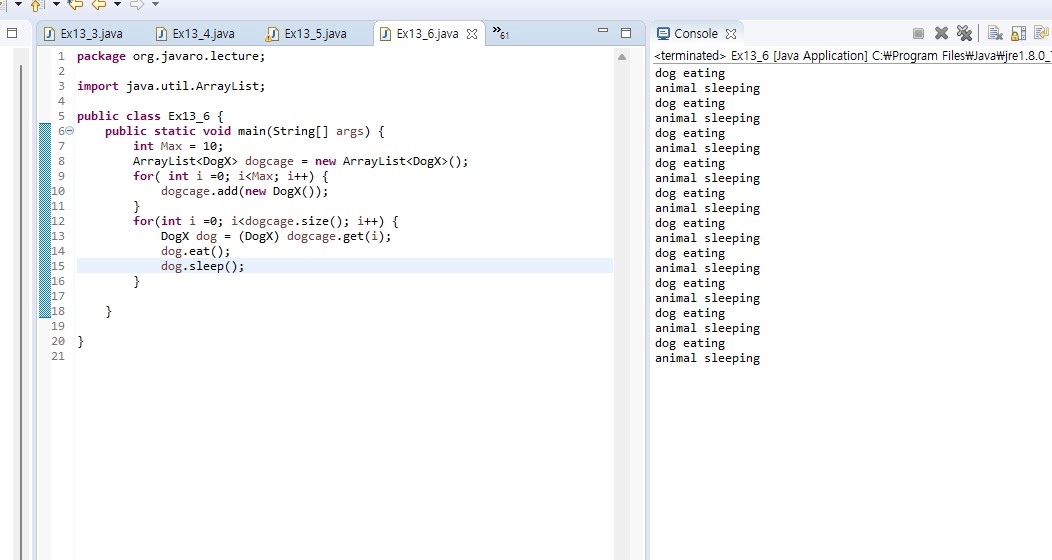 Ex13_3.java Ex13_4.java Ex13_5.java Ex13_6.java »61
Console
<terminated> Ex13_6 [Java Application] C:₩Program Files₩Java₩jre1.8.0_
1 package org.javaro.lecture;
2
3 import java.util.ArrayList;
4
5 public class Ex13_6 {
6 public static void main(String[] args) {
7 int Max = 10;
8 ArrayList<DogX> dogcage = new ArrayList<DogX>();
9 for( int i =0; i<Max; i++) {
10 dogcage.add(new DogX());
11 }
12 for(int i =0; i<dogcage.size(); i++) {
13 DogX dog = (DogX) dogcage.get(i);
14 dog.eat();
15 dog.sleep();
16 }
17
18 }
19
20 }
21
dog eating
animal sleeping
dog eating
animal sleeping
dog eating
animal sleeping
dog eating
animal sleeping
dog eating
animal sleeping
dog eating
animal sleeping
dog eating
animal sleeping
dog eating
animal sleeping
dog eating
animal sleeping
dog eating
animal sleeping